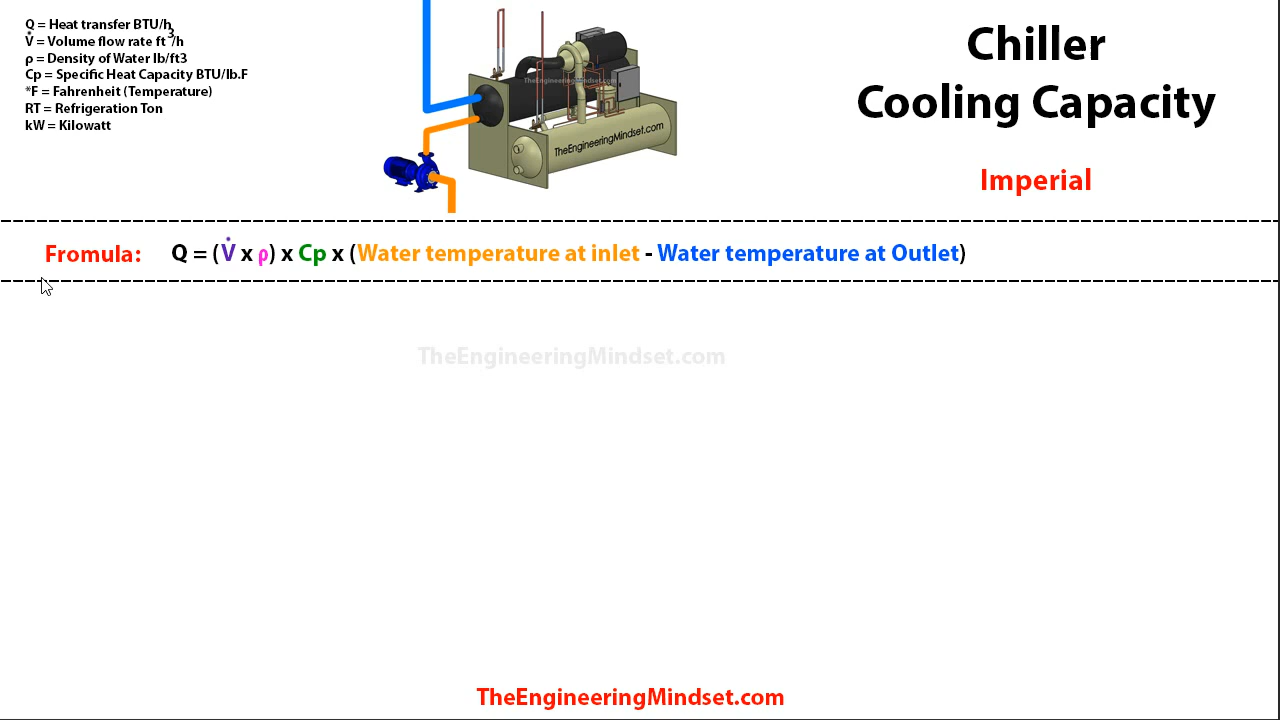 Q = Heat transfer BTU/h
V̇ = Volume flow rate ft³/h
ρ = Density of Water lb/ft3
Cp = Specific Heat Capacity BTU/lb.F
*F = Fahrenheit (Temperature)
RT = Refrigeration Ton
kW = Kilowatt
TheEngineeringMindset.com
TheEngineeringMindset.com
Chiller
Cooling Capacity
Imperial
Fromula: Q = (V̇ x ρ) x Cp x (Water temperature at inlet - Water temperature at Outlet)
TheEngineeringMindset.com
TheEngineeringMindset.com